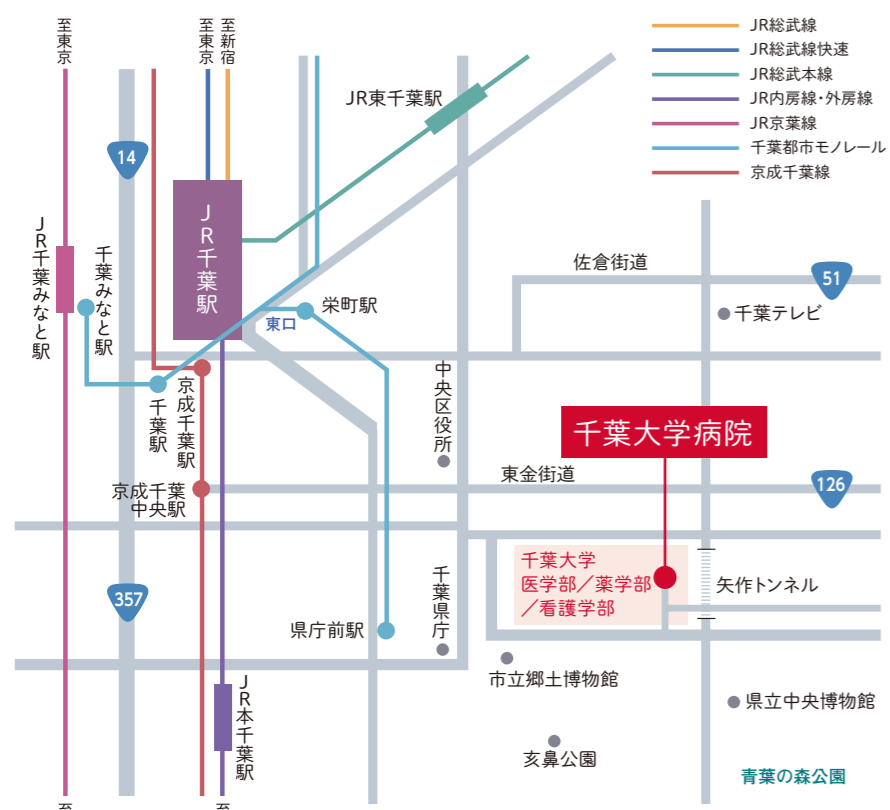 至東京
至東京
至新宿
JR総武線
JR総武線快速
JR総武本線
JR内房線・外房線
JR京葉線
千葉都市モノレール
京成千葉線
JR東千葉駅
14
JR千葉駅
JR千葉みなと駅
千葉みなと駅
佐倉街道
51
栄町駅
東口
千葉テレビ
千葉駅
京成千葉駅
中央区役所
千葉大学病院
東金街道
126
京成千葉
中央駅
千葉大学
医学部／薬学部
／看護学部
矢作トンネル
357
千葉県庁
県庁前駅
市立郷土博物館
JR本千葉駅
県立中央博物館
亥鼻公園
青葉の森公園
至
至